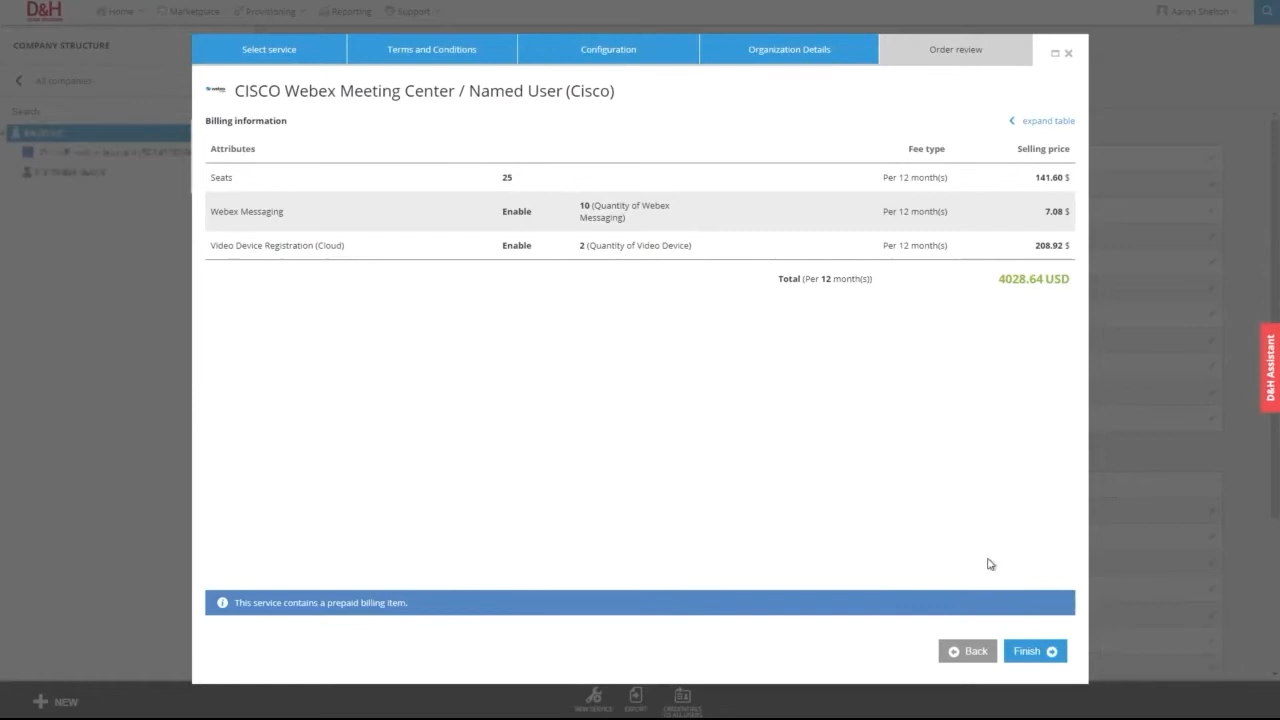 D&H
Home
Marketplace
Provisioning
Reporting
Support
Aaron Shelton
COMPANY STRUCTURE
All companies
Search
Select service
Terms and Conditions
Configuration
Organization Details
Order review
CISCO Webex Meeting Center / Named User (Cisco)
Billing information
expand table
Attributes
Fee type
Selling price
Seats
25
Per 12 month(s)
141.60 $
Webex Messaging
Enable
10 (Quantity of Webex
Messaging)
Per 12 month(s)
7.08 $
Video Device Registration (Cloud)
Enable
2 (Quantity of Video Device)
Per 12 month(s)
208.92 $
Total (Per 12 month(s))
4028.64 USD
D&H Assistant
This service contains a prepaid billing item.
Back
Finish
NEW
NEW SERVICE
EXPORT
CREDENTIALS
TO ALL USERS